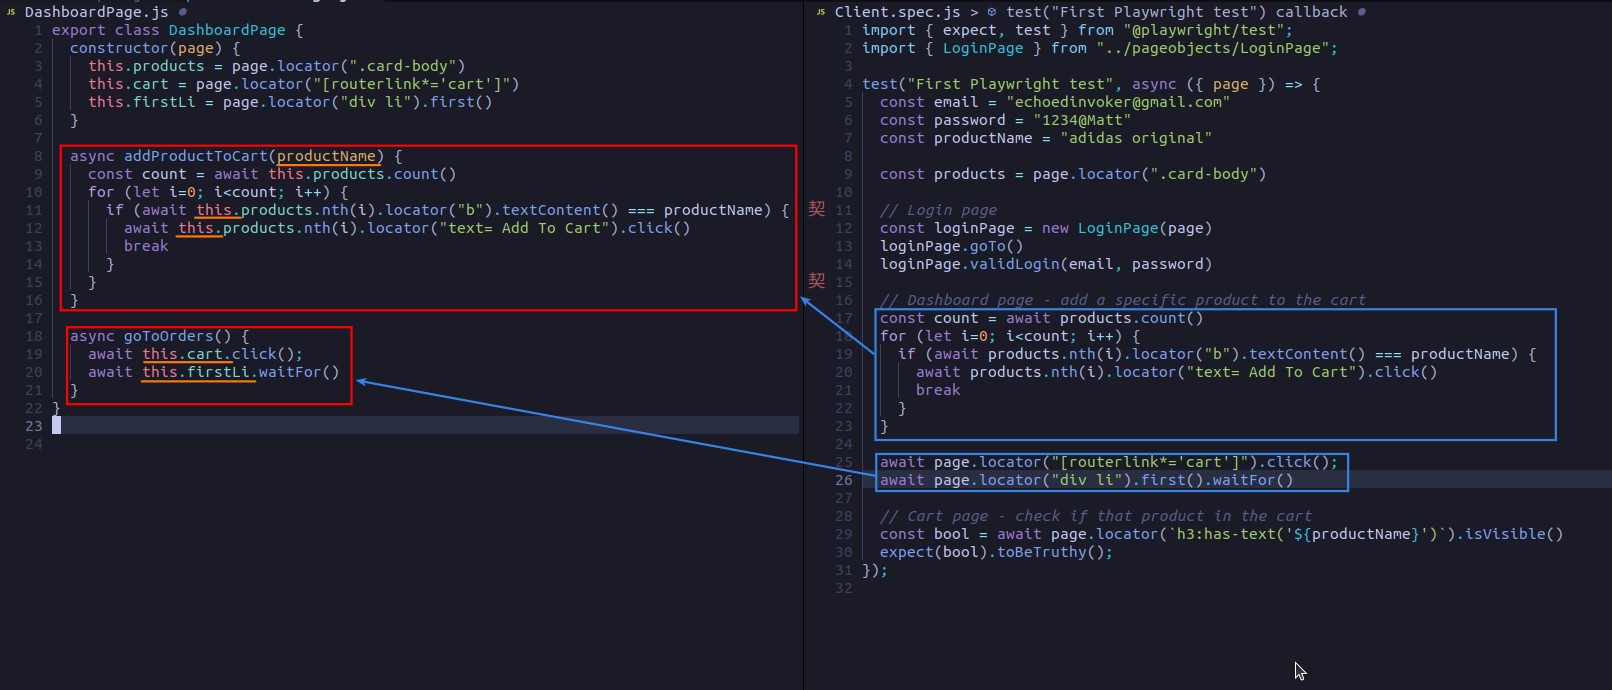 JS DashboardPage.js ●
1 export class DashboardPage {
2   constructor(page) {
3     this.products = page.locator(".card-body")
4     this.cart = page.locator("[routerlink*='cart']")
5     this.firstLi = page.locator("div li").first()
6   }
7
8   async addProductToCart(productName) {
9     const count = await this.products.count()
10     for (let i=0; i<count; i++) {
11       if (await this.products.nth(i).locator("b").textContent() === productName) {
12         await this.products.nth(i).locator("text= Add To Cart").click()
13         break
14       }
15     }
16   }
17
18   async goToOrders() {
19     await this.cart.click();
20     await this.firstLi.waitFor()
21   }
22 }
23
24
JS Client.spec.js > test("First Playwright test") callback ●
1 import { expect, test } from "@playwright/test";
2 import { LoginPage } from "../pageobjects/LoginPage";
3
4 test("First Playwright test", async ({ page }) => {
5   const email = "echoedinvoker@gmail.com"
6   const password = "1234@Matt"
7   const productName = "adidas original"
8
9   const products = page.locator(".card-body")
10
契 11   // Login page
12   const loginPage = new LoginPage(page)
13   loginPage.goTo()
14   loginPage.validLogin(email, password)
契 15
16   // Dashboard page - add a specific product to the cart
17   const count = await products.count()
18   for (let i=0; i<count; i++) {
19     if (await products.nth(i).locator("b").textContent() === productName) {
20       await products.nth(i).locator("text= Add To Cart").click()
21       break
22     }
23   }
24
25   await page.locator("[routerlink*='cart']").click();
26   await page.locator("div li").first().waitFor()
27
28   // Cart page - check if that product in the cart
29   const bool = await page.locator(`h3:has-text('${productName}')`).isVisible()
30   expect(bool).toBeTruthy();
31 });
32